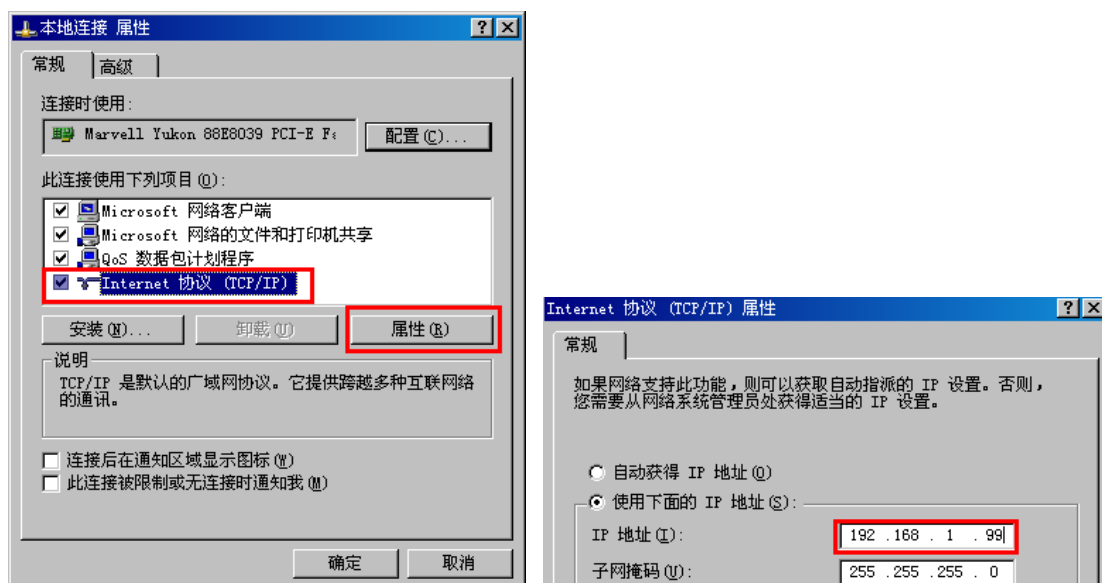 本地连接 属性
常规
高级
连接时使用:
Marvell Yukon 88E8039 PCI-E Fa
配置(C)...
此连接使用下列项目(O):
Microsoft 网络客户端
Microsoft 网络的文件和打印机共享
QoS 数据包计划程序
Internet 协议 (TCP/IP)
安装(N)...
卸载(U)
属性(R)
说明
TCP/IP 是默认的广域网协议。它提供跨越多种互联网络
的通讯。
连接后在通知区域显示图标(W)
此连接被限制或无连接时通知我(M)
确定
取消
Internet 协议 (TCP/IP) 属性
常规
如果网络支持此功能，则可以获取自动指派的 IP 设置。否则，
您需要从网络系统管理员处获得适当的 IP 设置。
自动获得 IP 地址(O)
使用下面的 IP 地址(S):
IP 地址(I):
192 .168 . 1 . 99
子网掩码(U):
255 .255 .255 . 0